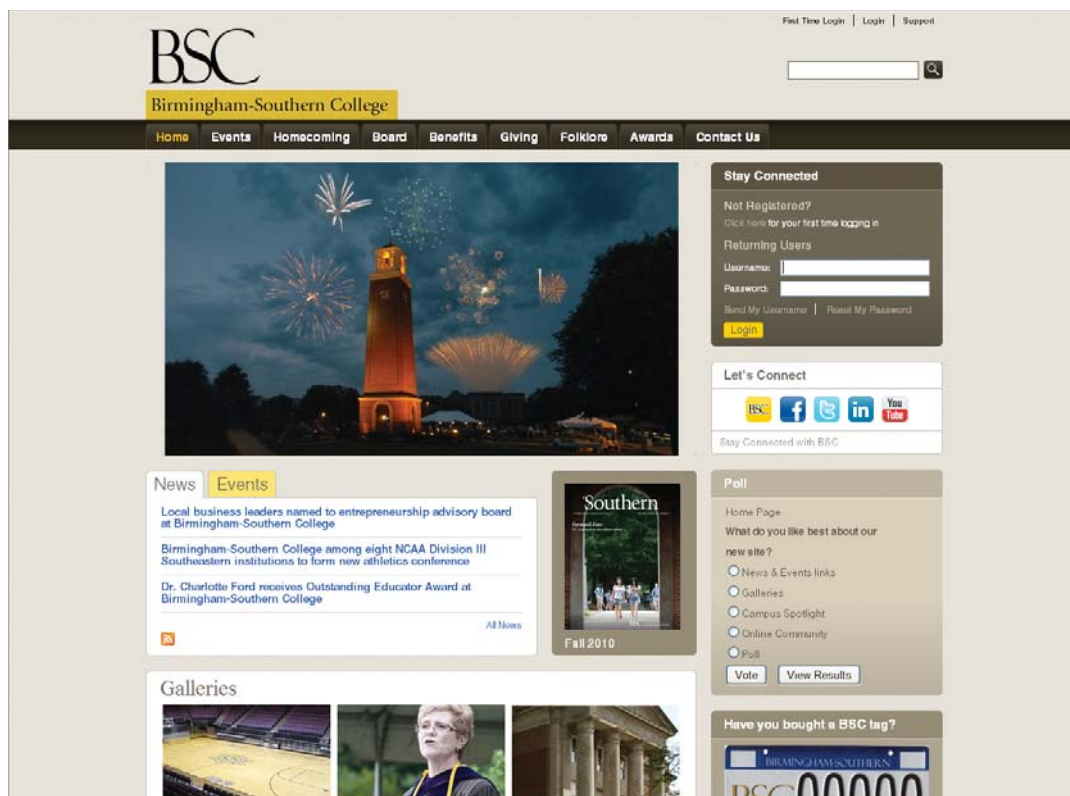 First Time Login | Login | Support
BSC
Birmingham-Southern College
Home Events Homecoming Board Benefits Giving Folklore Awards Contact Us
Stay Connected
Not Registered?
Click here for your first time logging in
Returning Users
Username:
Password:
Send My Username | Reset My Password
Login
Let's Connect
BSC f in You Tube
Stay Connected with BSC
News Events
Local business leaders named to entrepreneurship advisory board
at Birmingham-Southern College
Birmingham-Southern College among eight NCAA Division III
Southeastern institutions to form new athletics conference
Dr. Charlotte Ford receives Outstanding Educator Award at
Birmingham-Southern College
All News
Southern
Forward, Ever
Fall 2010
Poll
Home Page
What do you like best about our
new site?
News & Events links
Galleries
Campus Spotlight
Online Community
Poll
Vote View Results
Galleries
Have you bought a BSC tag?
BIRMINGHAM-SOUTHERN
BSC 00000